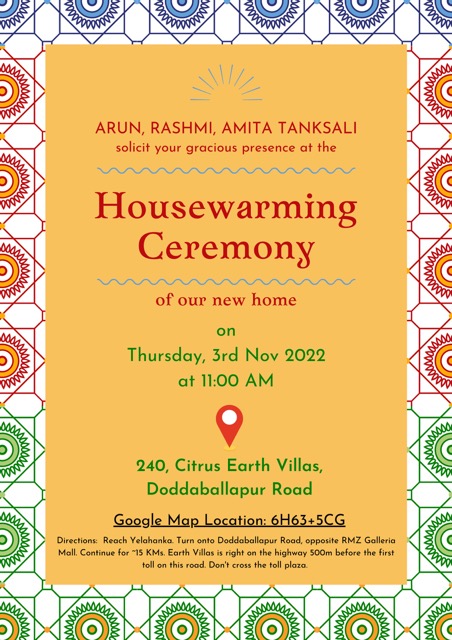 ARUN, RASHMI, AMITA TANKSALI
solicit your gracious presence at the
Housewarming
Ceremony
of our new home
on
Thursday, 3rd Nov 2022
at 11:00 AM
240, Citrus Earth Villas,
Doddaballapur Road
Google Map Location: 6H63+5CG
Directions: Reach Yelahanka. Turn onto Doddaballapur Road, opposite RMZ Galleria
Mall. Continue for ~15 KMs. Earth Villas is right on the highway 500m before the first
toll on this road. Don't cross the toll plaza.